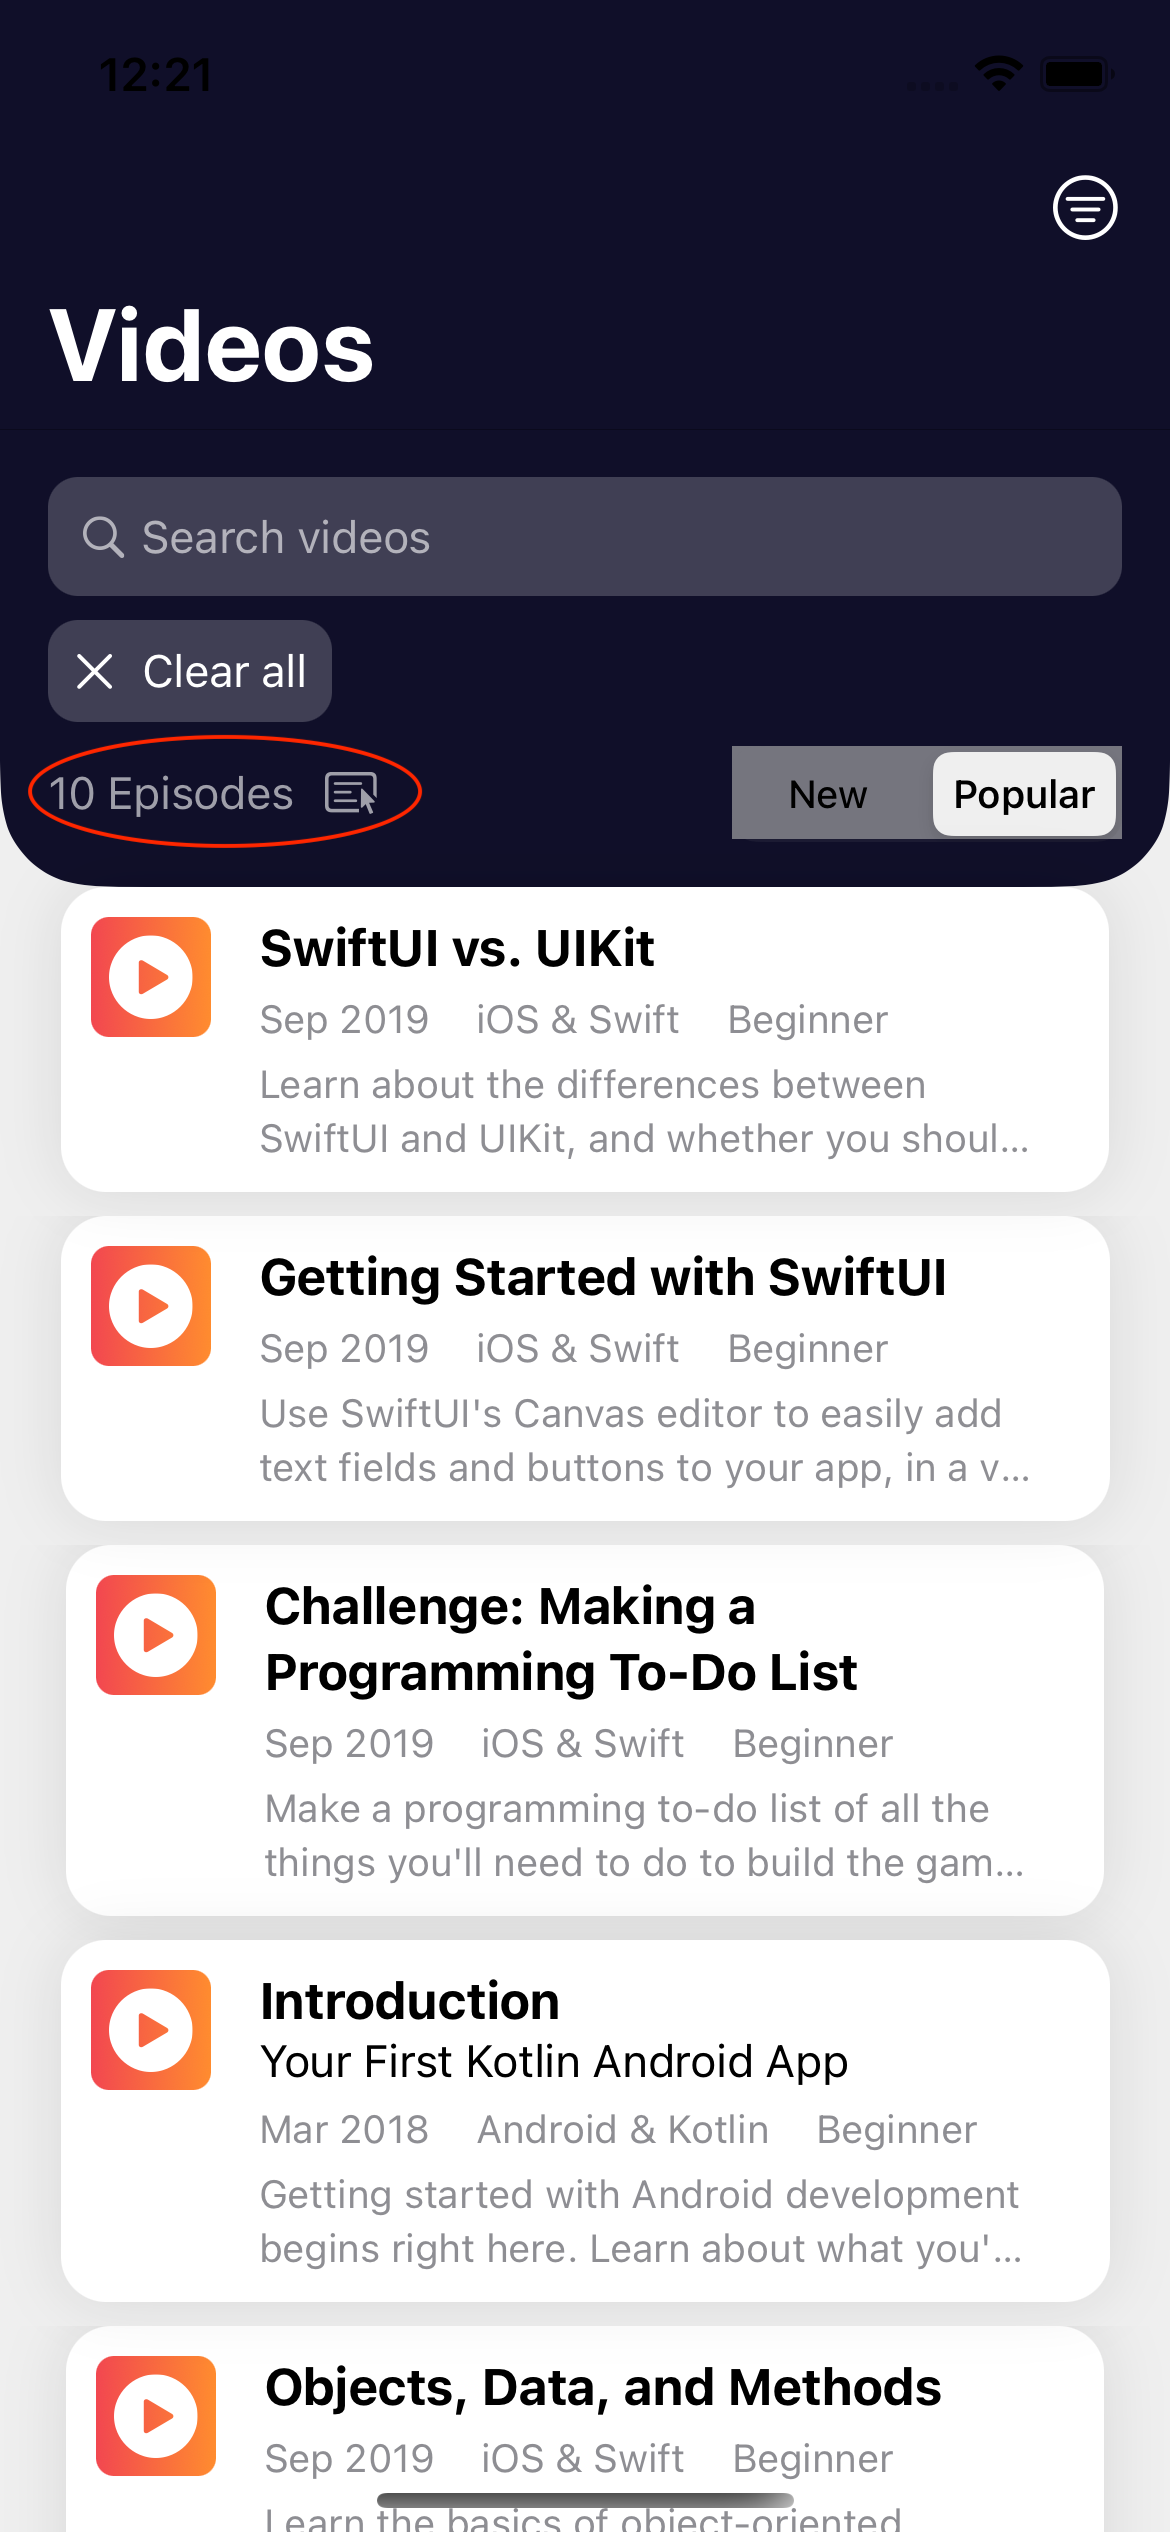 12:21
Videos
Search videos
Clear all
10 Episodes
New Popular
SwiftUI vs. UIKit
Sep 2019 iOS & Swift Beginner
Learn about the differences between
SwiftUI and UIKit, and whether you shoul...
Getting Started with SwiftUI
Sep 2019 iOS & Swift Beginner
Use SwiftUI's Canvas editor to easily add
text fields and buttons to your app, in a v...
Challenge: Making a
Programming To-Do List
Sep 2019 iOS & Swift Beginner
Make a programming to-do list of all the
things you'll need to do to build the gam...
Introduction
Your First Kotlin Android App
Mar 2018 Android & Kotlin Beginner
Getting started with Android development
begins right here. Learn about what you'...
Objects, Data, and Methods
Sep 2019 iOS & Swift Beginner
Learn the basics of object-oriented